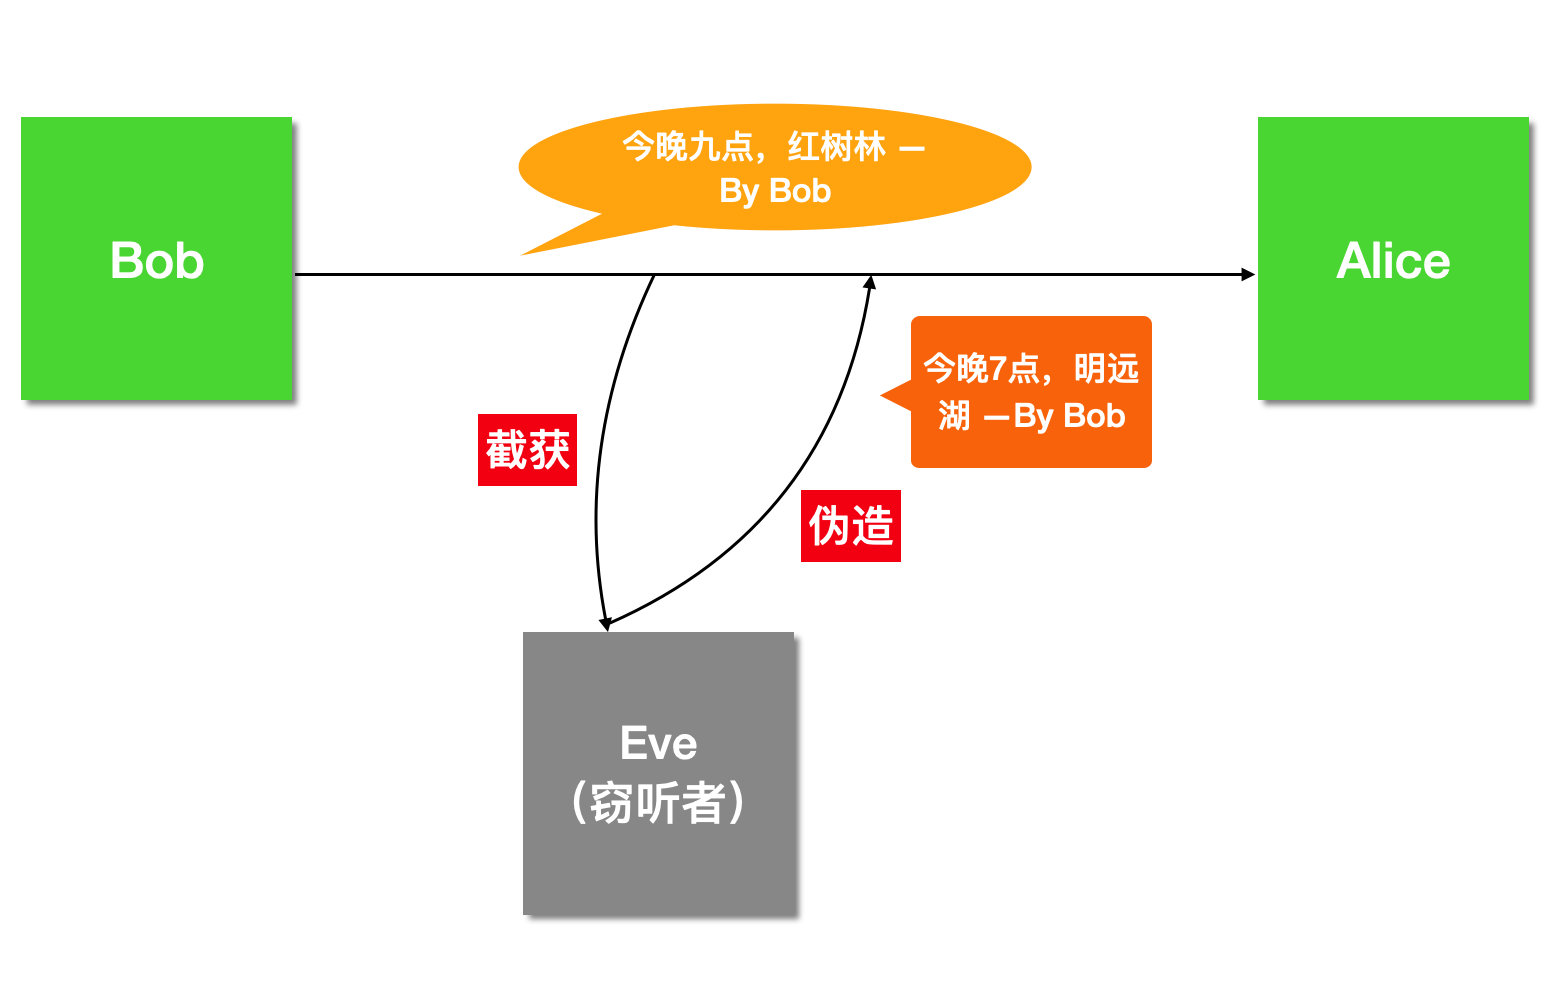 今晚九点，红树林 —
By Bob
Bob
Alice
今晚7点，明远
湖 —By Bob
截获
伪造
Eve
（窃听者）